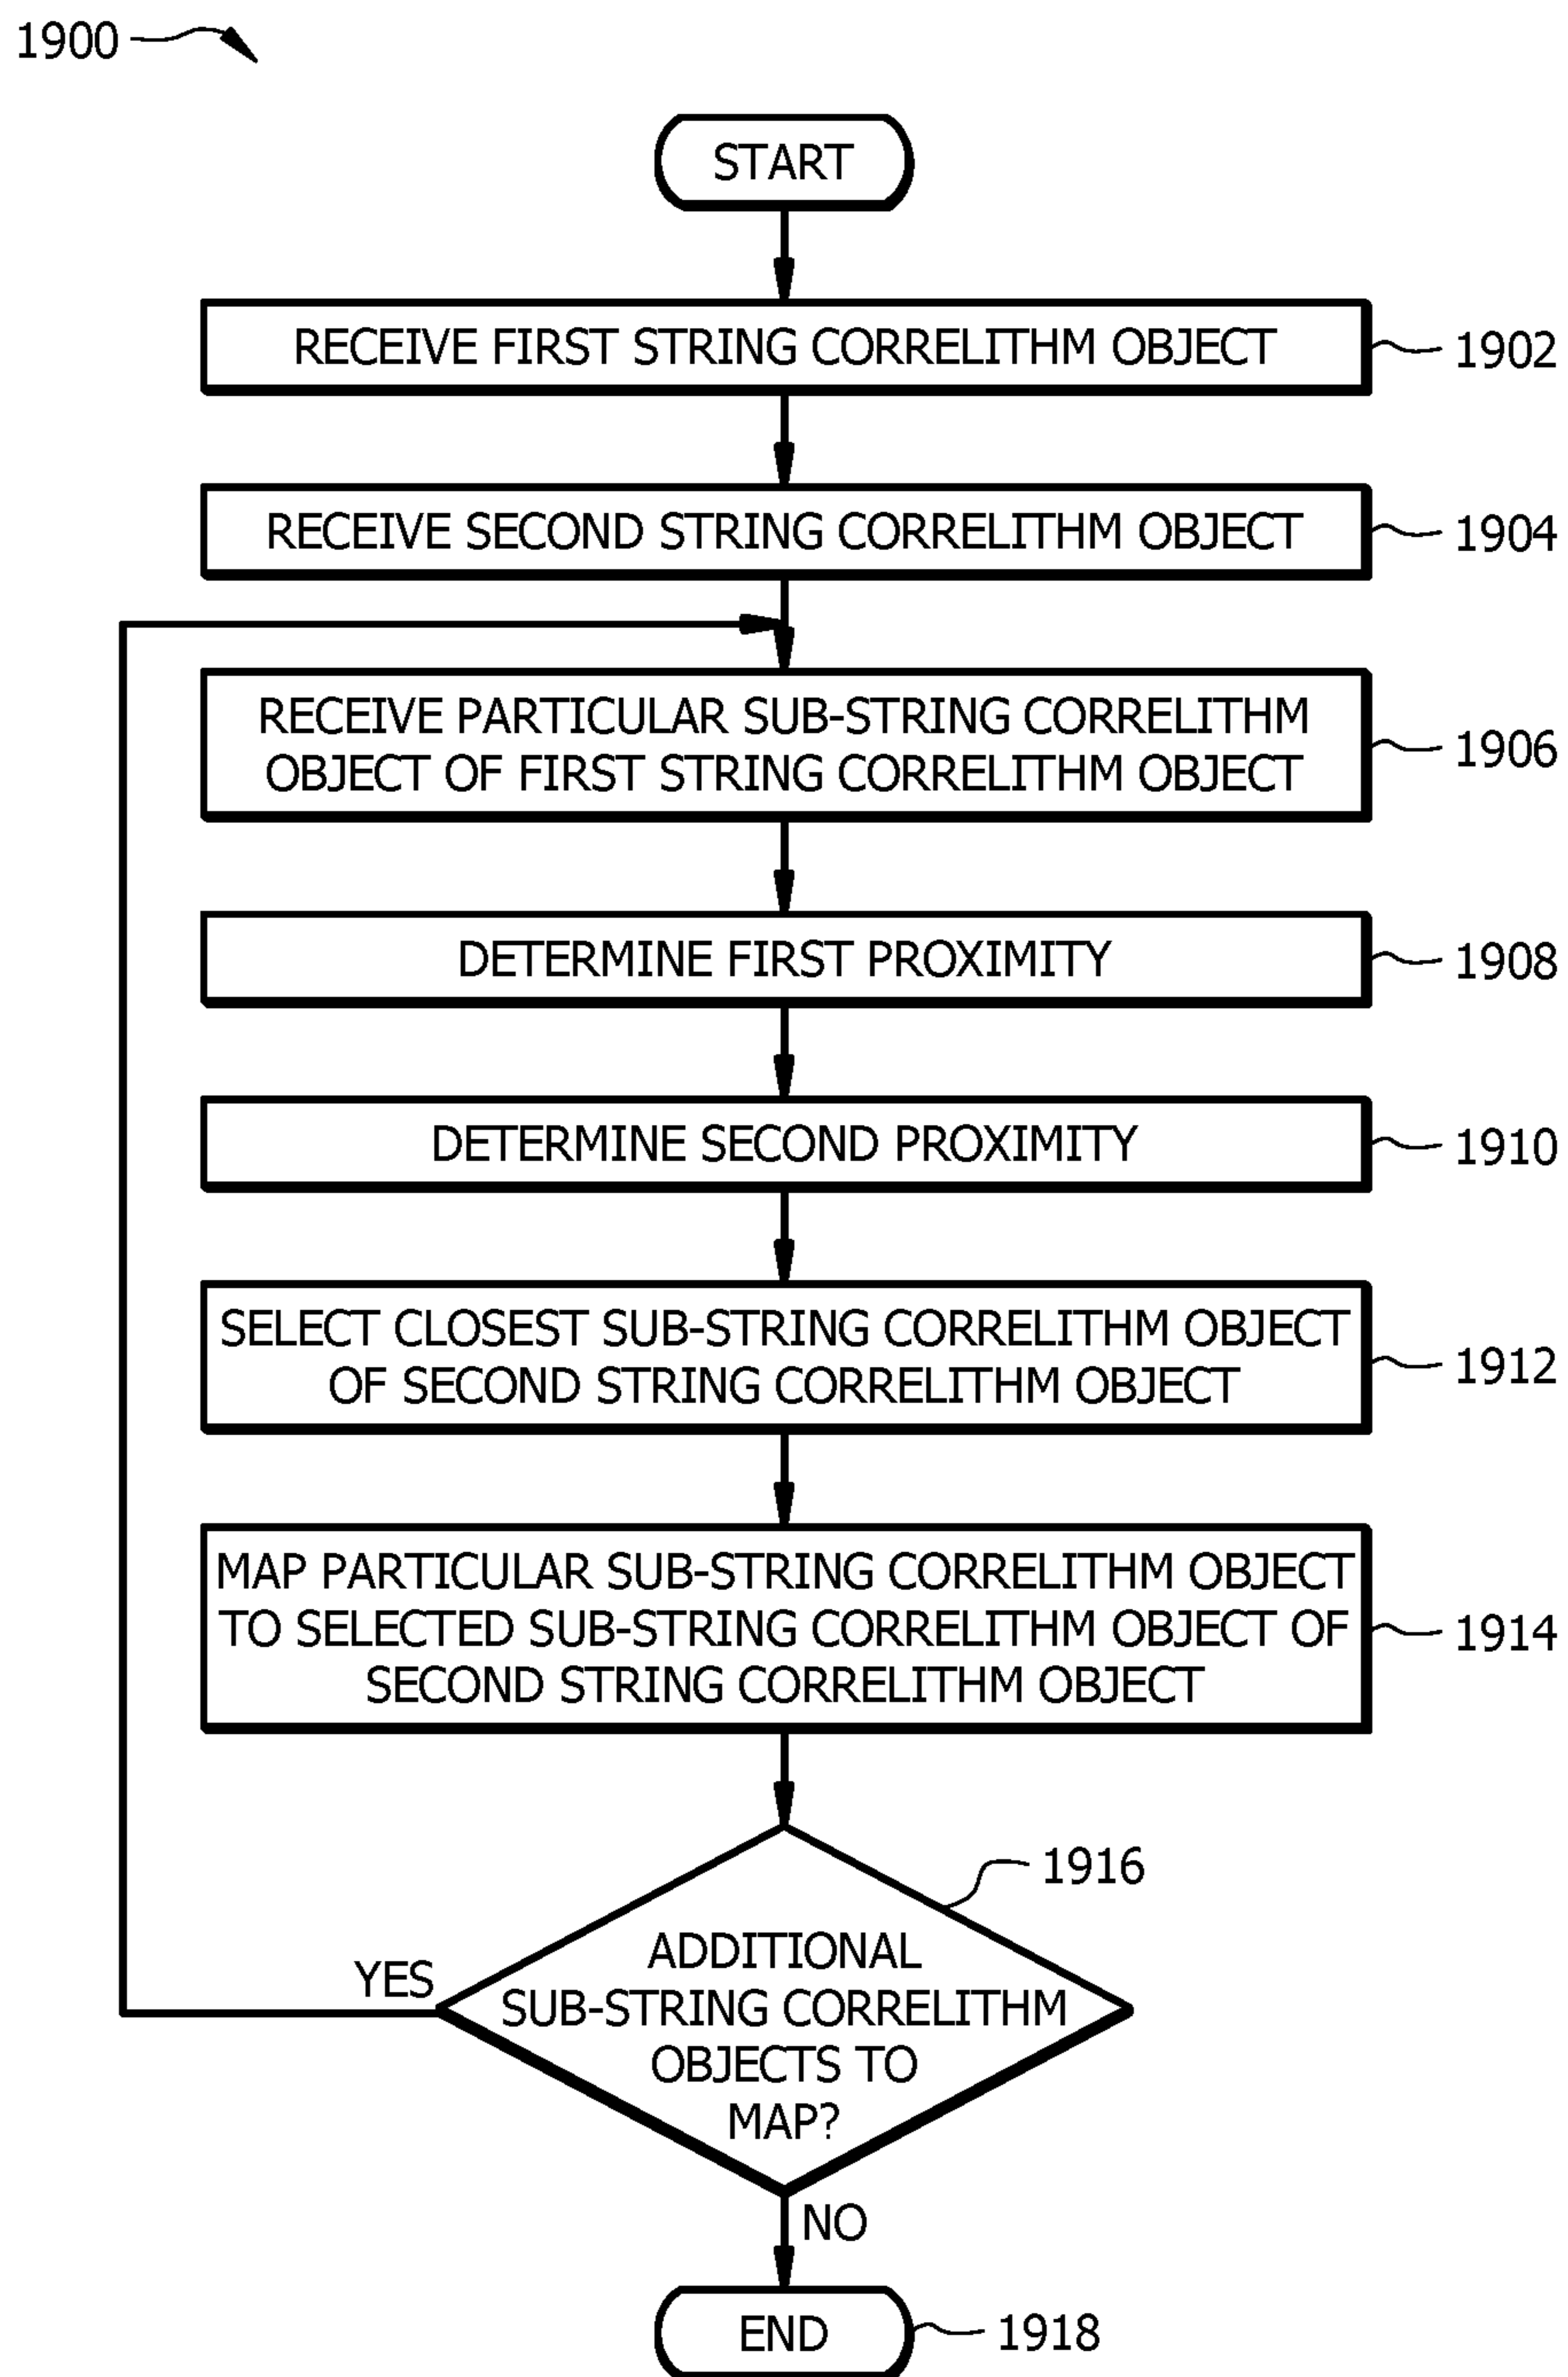 1900
START
RECEIVE FIRST STRING CORRELITHM OBJECT
1902
RECEIVE SECOND STRING CORRELITHM OBJECT
1904
RECEIVE PARTICULAR SUB-STRING CORRELITHM
OBJECT OF FIRST STRING CORRELITHM OBJECT
1906
DETERMINE FIRST PROXIMITY
1908
DETERMINE SECOND PROXIMITY
1910
SELECT CLOSEST SUB-STRING CORRELITHM OBJECT
OF SECOND STRING CORRELITHM OBJECT
1912
MAP PARTICULAR SUB-STRING CORRELITHM OBJECT
TO SELECTED SUB-STRING CORRELITHM OBJECT OF
SECOND STRING CORRELITHM OBJECT
1914
1916
ADDITIONAL
SUB-STRING CORRELITHM
OBJECTS TO
MAP?
YES
NO
END
1918